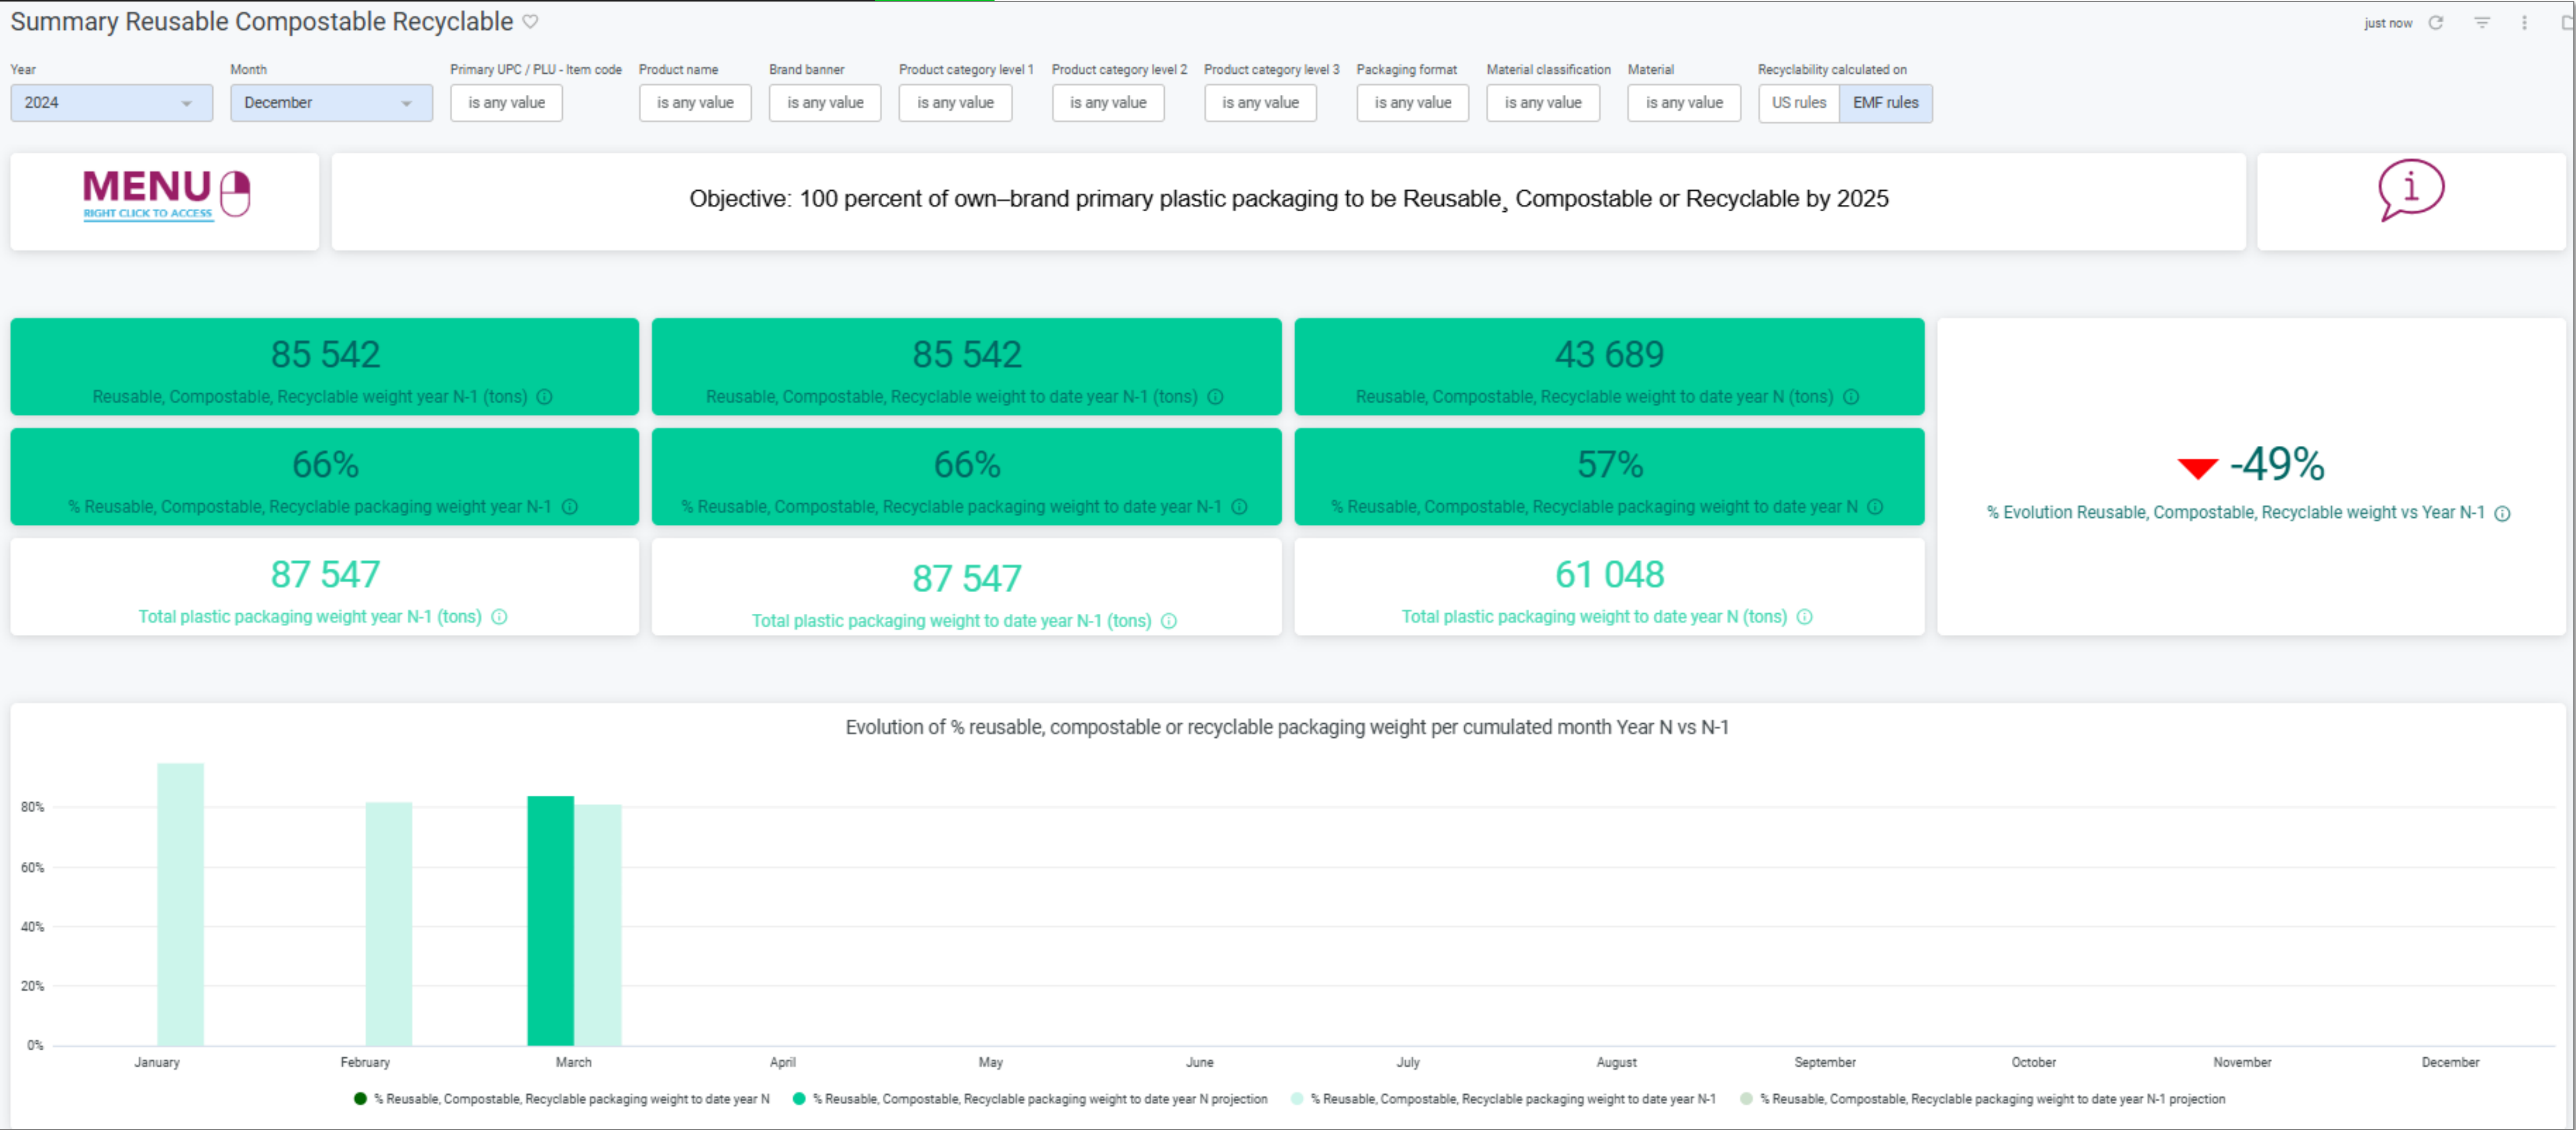 Summary Reusable Compostable Recyclable
just now
Year
Month
Primary UPC / PLU - Item code
Product name
Brand banner
Product category level 1
Product category level 2
Product category level 3
Packaging format
Material classification
Material
Recyclability calculated on
2024
December
is any value
is any value
is any value
is any value
is any value
is any value
is any value
is any value
is any value
US rules
EMF rules
MENU
RIGHT CLICK TO ACCESS
Objective: 100 percent of own–brand primary plastic packaging to be Reusable¸ Compostable or Recyclable by 2025
i
85 542
Reusable, Compostable, Recyclable weight year N-1 (tons)
85 542
Reusable, Compostable, Recyclable weight to date year N-1 (tons)
43 689
Reusable, Compostable, Recyclable weight to date year N (tons)
66%
% Reusable, Compostable, Recyclable packaging weight year N-1
66%
% Reusable, Compostable, Recyclable packaging weight to date year N-1
57%
% Reusable, Compostable, Recyclable packaging weight to date year N
-49%
% Evolution Reusable, Compostable, Recyclable weight vs Year N-1
87 547
Total plastic packaging weight year N-1 (tons)
87 547
Total plastic packaging weight to date year N-1 (tons)
61 048
Total plastic packaging weight to date year N (tons)
Evolution of % reusable, compostable or recyclable packaging weight per cumulated month Year N vs N-1
80%
60%
40%
20%
0%
January
February
March
April
May
June
July
August
September
October
November
December
% Reusable, Compostable, Recyclable packaging weight to date year N
% Reusable, Compostable, Recyclable packaging weight to date year N projection
% Reusable, Compostable, Recyclable packaging weight to date year N-1
% Reusable, Compostable, Recyclable packaging weight to date year N-1 projection